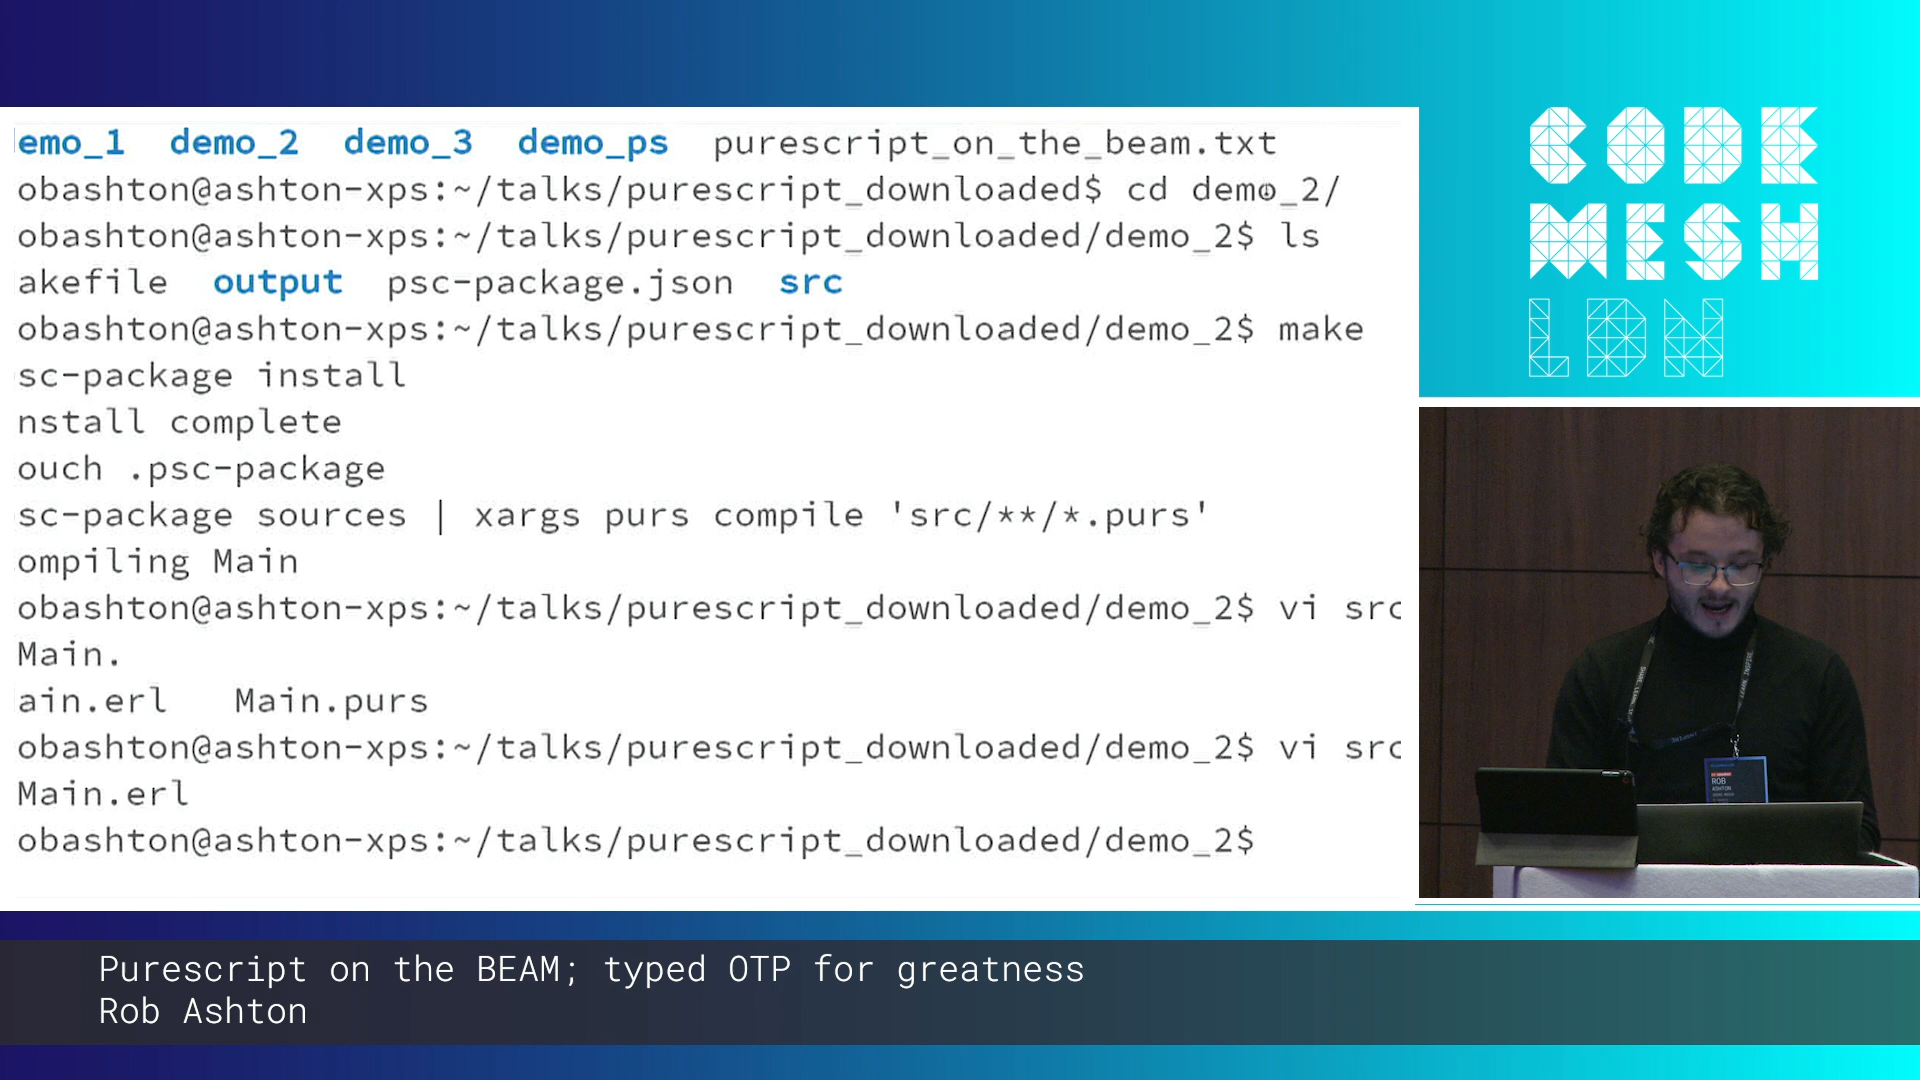 emo_1  demo_2  demo_3  demo_ps  purescript_on_the_beam.txt
obashton@ashton-xps:~/talks/purescript_downloaded$ cd demo_2/
obashton@ashton-xps:~/talks/purescript_downloaded/demo_2$ ls
akefile  output  psc-package.json  src
obashton@ashton-xps:~/talks/purescript_downloaded/demo_2$ make
sc-package install
nstall complete
ouch .psc-package
sc-package sources | xargs purs compile 'src/**/*.purs'
ompiling Main
obashton@ashton-xps:~/talks/purescript_downloaded/demo_2$ vi src
Main.
ain.erl   Main.purs
obashton@ashton-xps:~/talks/purescript_downloaded/demo_2$ vi src
Main.erl
obashton@ashton-xps:~/talks/purescript_downloaded/demo_2$
CODE
MESH
LDN
ROB
ASHTON
Purescript on the BEAM; typed OTP for greatness
Rob Ashton